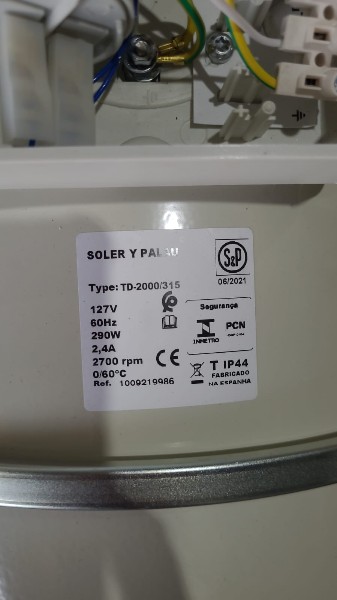 SOLER Y PALAU
S&P
06/2021
Type: TD-2000/315
127V
60Hz
290W
2,4A
2700 rpm
0/60°C
Ref. 1009219986
Segurança
INMETRO
PCN
CE
T IP44
FABRICADO
NA ESPANHA